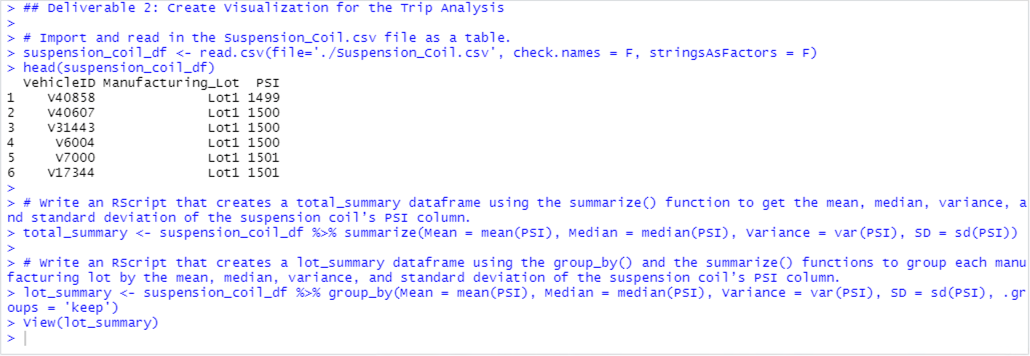 > ## Deliverable 2: Create Visualization for the Trip Analysis
>
> # Import and read in the Suspension_Coil.csv file as a table.
> suspension_coil_df <- read.csv(file='./Suspension_Coil.csv', check.names = F, stringsAsFactors = F)
> head(suspension_coil_df)
  VehicleID Manufacturing_Lot  PSI
1    V40858              Lot1 1499
2    V40607              Lot1 1500
3    V31443              Lot1 1500
4     V6004              Lot1 1500
5     V7000              Lot1 1501
6    V17344              Lot1 1501
>
> # Write an RScript that creates a total_summary dataframe using the summarize() function to get the mean, median, variance, a
nd standard deviation of the suspension coil's PSI column.
> total_summary <- suspension_coil_df %>% summarize(Mean = mean(PSI), Median = median(PSI), Variance = var(PSI), SD = sd(PSI))
>
> # Write an RScript that creates a lot_summary dataframe using the group_by() and the summarize() functions to group each manu
facturing lot by the mean, median, variance, and standard deviation of the suspension coil's PSI column.
> lot_summary <- suspension_coil_df %>% group_by(Mean = mean(PSI), Median = median(PSI), Variance = var(PSI), SD = sd(PSI), .gr
oups = 'keep')
> View(lot_summary)
>